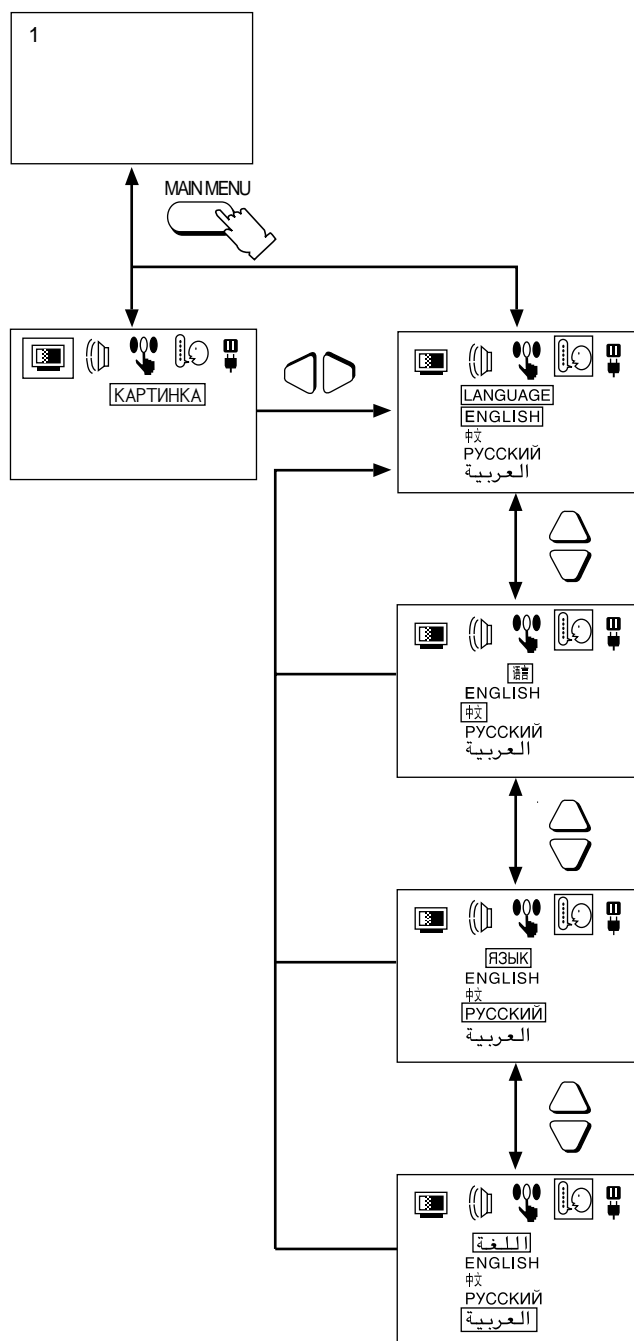 1
MAIN MENU
КАРТИНКА
LANGUAGE
ENGLISH
中文
РУССКИЙ
العربية
语言
ENGLISH
中文
РУССКИЙ
العربية
ЯЗЫК
ENGLISH
中文
РУССКИЙ
العربية
اللغة
ENGLISH
中文
РУССКИЙ
العربية